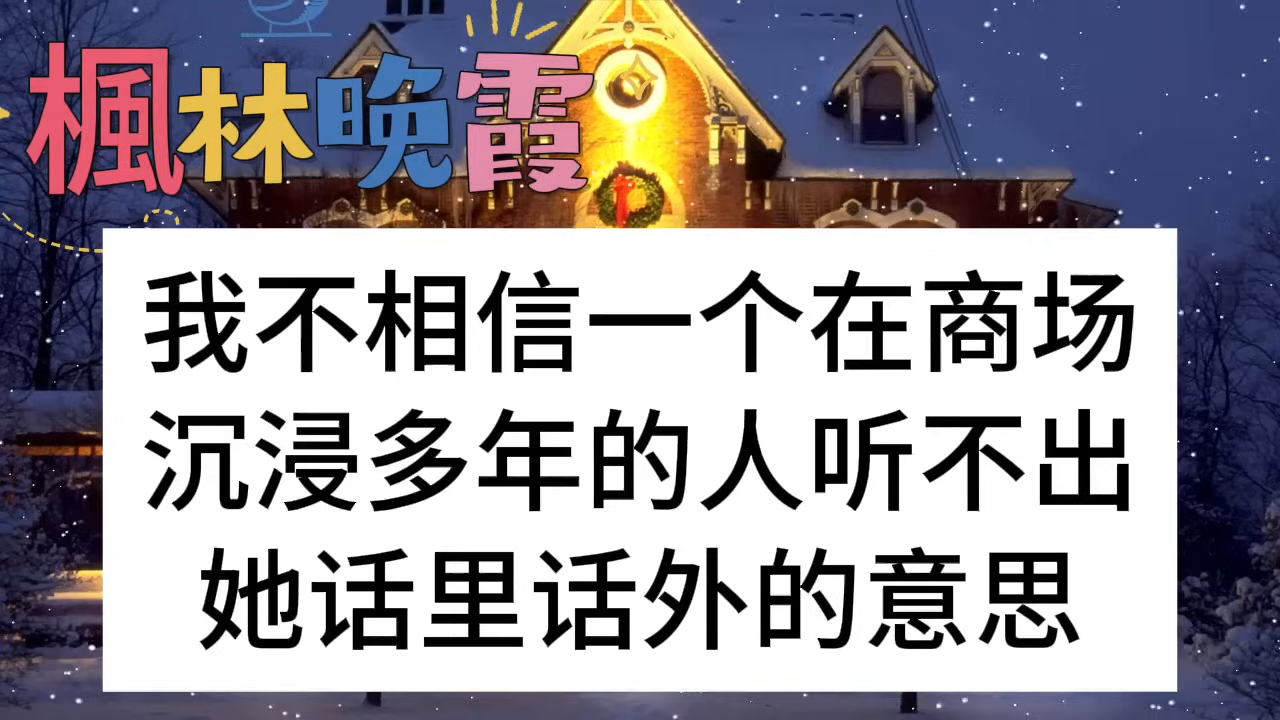 楓林晚霞
我不相信一个在商场
沉浸多年的人听不出
她话里话外的意思